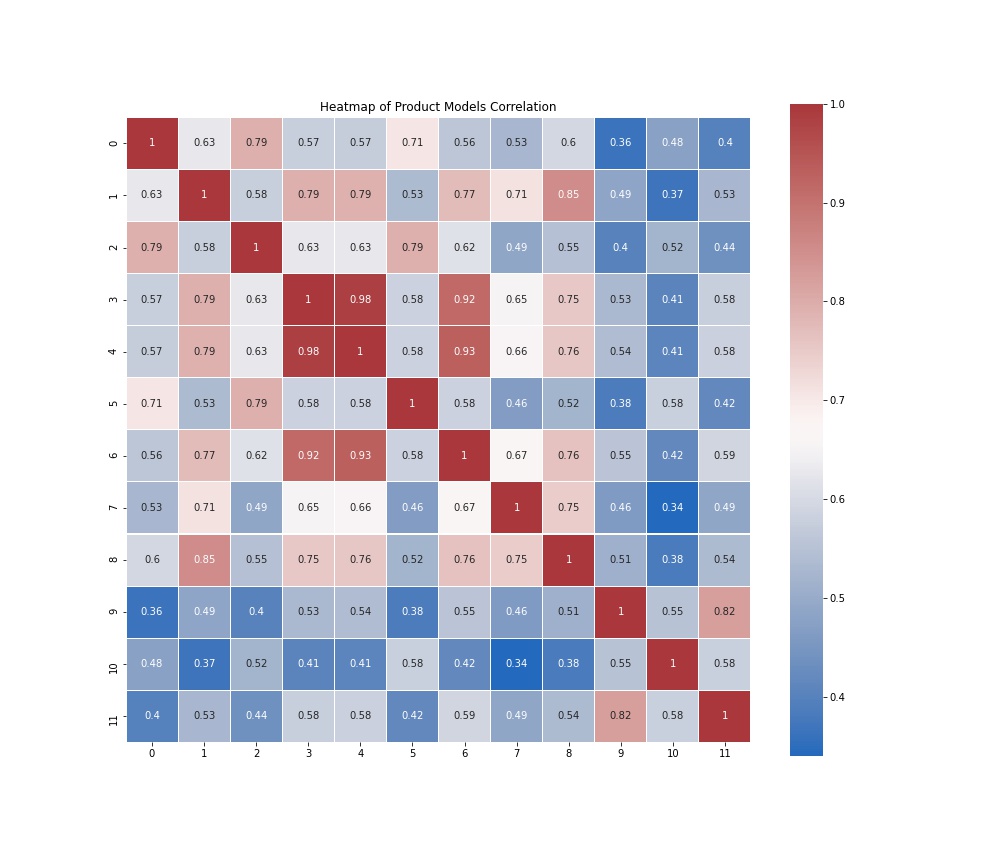 Heatmap of Product Models Correlation
1.0
0 1 0.63 0.79 0.57 0.57 0.71 0.56 0.53 0.6 0.36 0.48 0.4
1 0.63 1 0.58 0.79 0.79 0.53 0.77 0.71 0.85 0.49 0.37 0.53
0.9
2 0.79 0.58 1 0.63 0.63 0.79 0.62 0.49 0.55 0.4 0.52 0.44
3 0.57 0.79 0.63 1 0.98 0.58 0.92 0.65 0.75 0.53 0.41 0.58
0.8
4 0.57 0.79 0.63 0.98 1 0.58 0.93 0.66 0.76 0.54 0.41 0.58
5 0.71 0.53 0.79 0.58 0.58 1 0.58 0.46 0.52 0.38 0.58 0.42
0.7
6 0.56 0.77 0.62 0.92 0.93 0.58 1 0.67 0.76 0.55 0.42 0.59
0.6
7 0.53 0.71 0.49 0.65 0.66 0.46 0.67 1 0.75 0.46 0.34 0.49
8 0.6 0.85 0.55 0.75 0.76 0.52 0.76 0.75 1 0.51 0.38 0.54
0.5
9 0.36 0.49 0.4 0.53 0.54 0.38 0.55 0.46 0.51 1 0.55 0.82
10 0.48 0.37 0.52 0.41 0.41 0.58 0.42 0.34 0.38 0.55 1 0.58
0.4
11 0.4 0.53 0.44 0.58 0.58 0.42 0.59 0.49 0.54 0.82 0.58 1
0 1 2 3 4 5 6 7 8 9 10 11